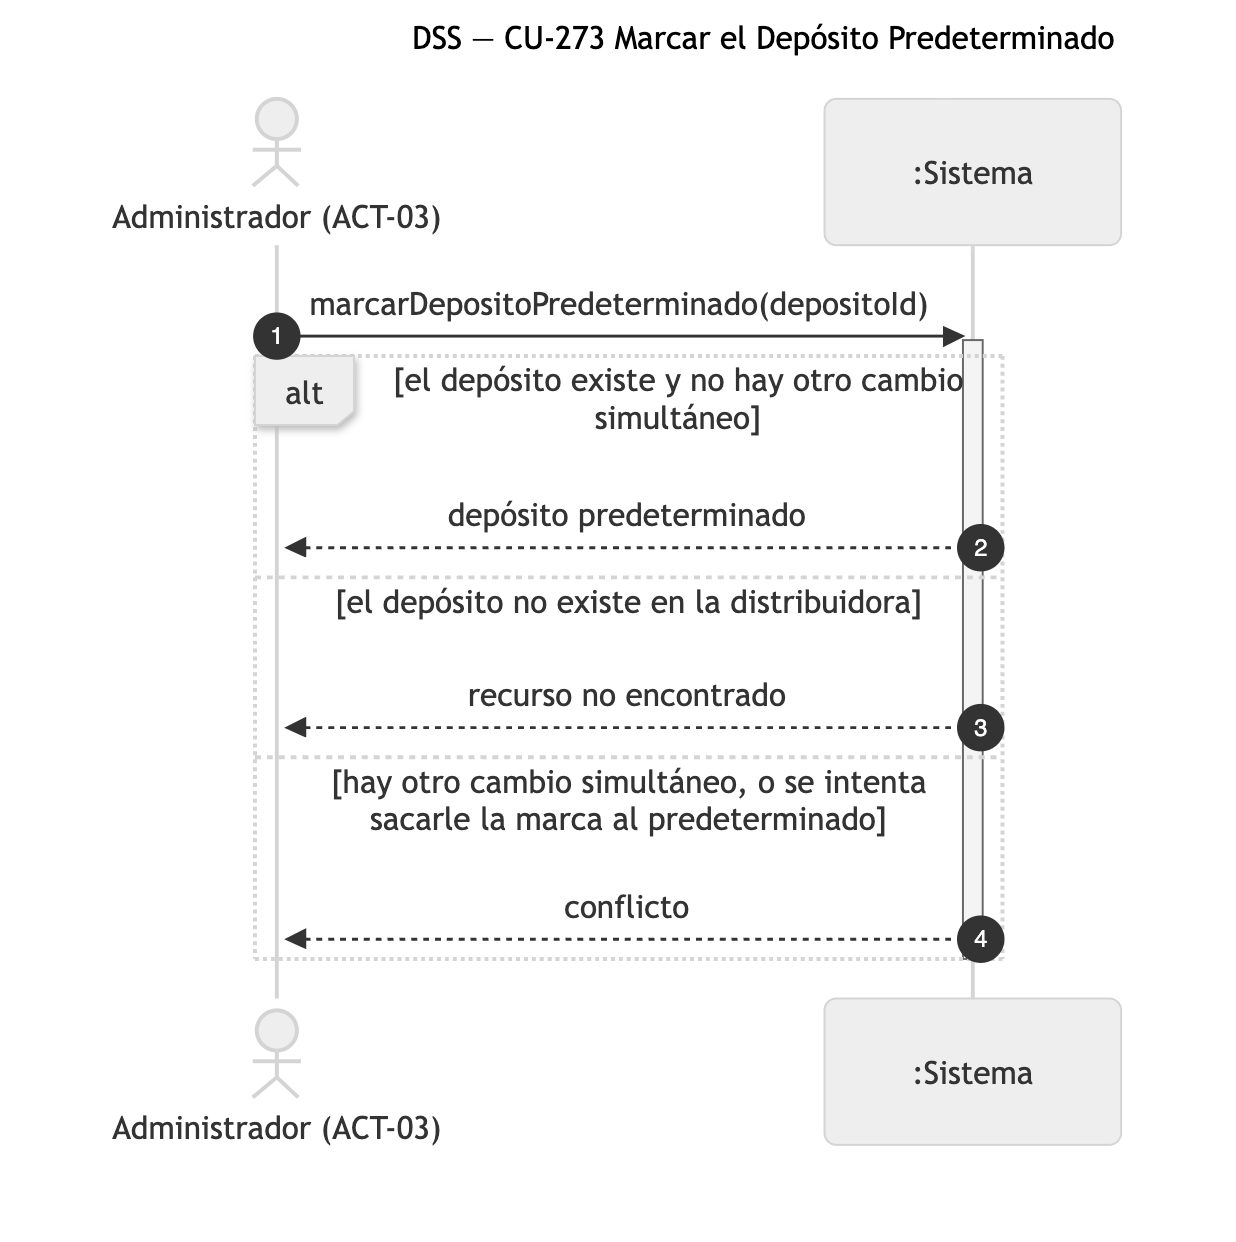 DSS — CU-273 Marcar el Depósito Predeterminado
Administrador (ACT-03)
:Sistema
marcarDepositoPredeterminado(depositoId)
1
alt
[el depósito existe y no hay otro cambio
simultáneo]
depósito predeterminado
2
[el depósito no existe en la distribuidora]
recurso no encontrado
3
[hay otro cambio simultáneo, o se intenta
sacarle la marca al predeterminado]
conflicto
4
Administrador (ACT-03)
:Sistema